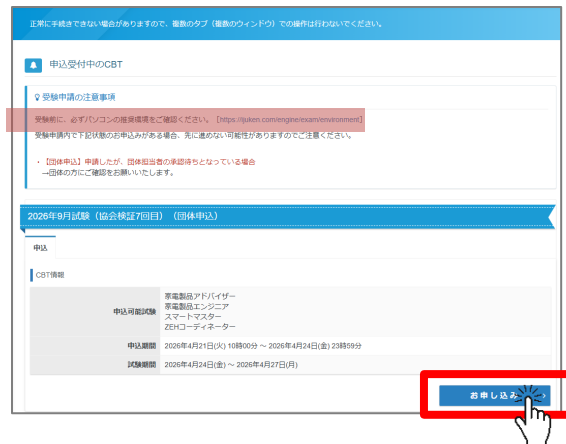 正常に手続きできない場合がありますので、複数のタブ（複数のウィンドウ）での操作は行わないでください。
申込受付中のCBT
受験申請の注意事項
受験前に、必ずパソコンの推奨環境をご確認ください。［https://juken.com/engine/exam/environment］
受験申請内で下記状態のお申込みがある場合、先に進めない可能性がありますのでご注意ください。
・【団体申込】申請したが、団体担当者の承認待ちとなっている場合
→団体の方にご確認をお願いいたします。
2026年9月試験（協会検証7回目）（団体申込）
申込
CBT情報
申込可能試験 家電製品アドバイザー
家電製品エンジニア
スマートマスター
ZEHコーディネーター
申込期間 2026年4月21日(火) 10時00分 ～ 2026年4月24日(金) 23時59分
試験期間 2026年4月24日(金) ～ 2026年4月27日(月)
お申し込み